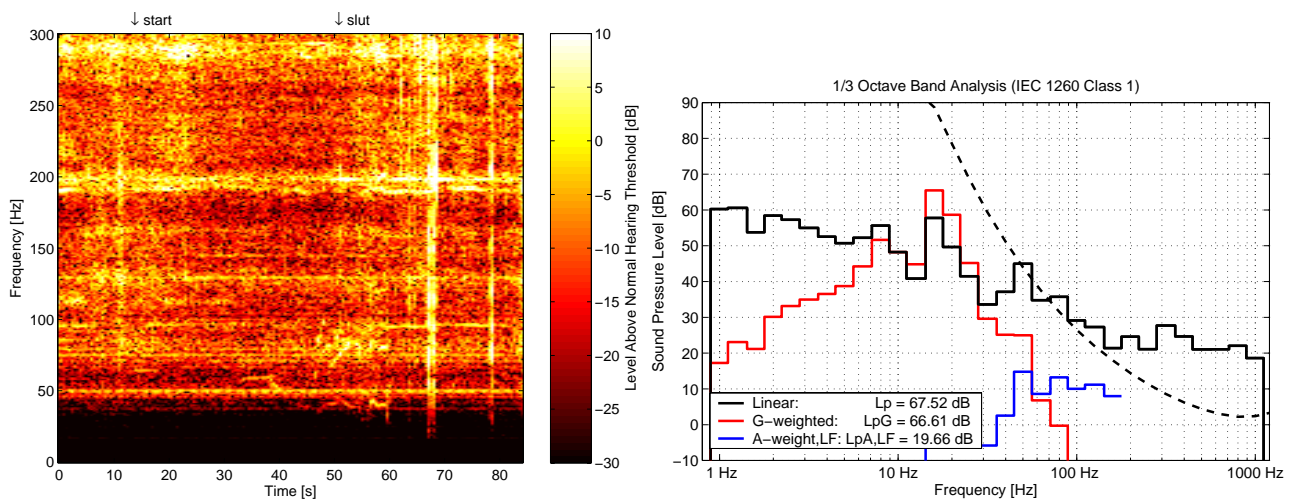 ↓ start
↓ slut
300
250
200
150
100
50
0
Frequency [Hz]
0 10 20 30 40 50 60 70 80
Time [s]
10
5
0
−5
−10
−15
−20
−25
−30
Level Above Normal Hearing Threshold [dB]
1/3 Octave Band Analysis (IEC 1260 Class 1)
90
80
70
60
50
40
30
20
10
0
−10
Sound Pressure Level [dB]
Linear: Lp = 67.52 dB
G−weighted: LpG = 66.61 dB
A−weight,LF: LpA,LF = 19.66 dB
1 Hz 10 Hz 100 Hz 1000 Hz
Frequency [Hz]